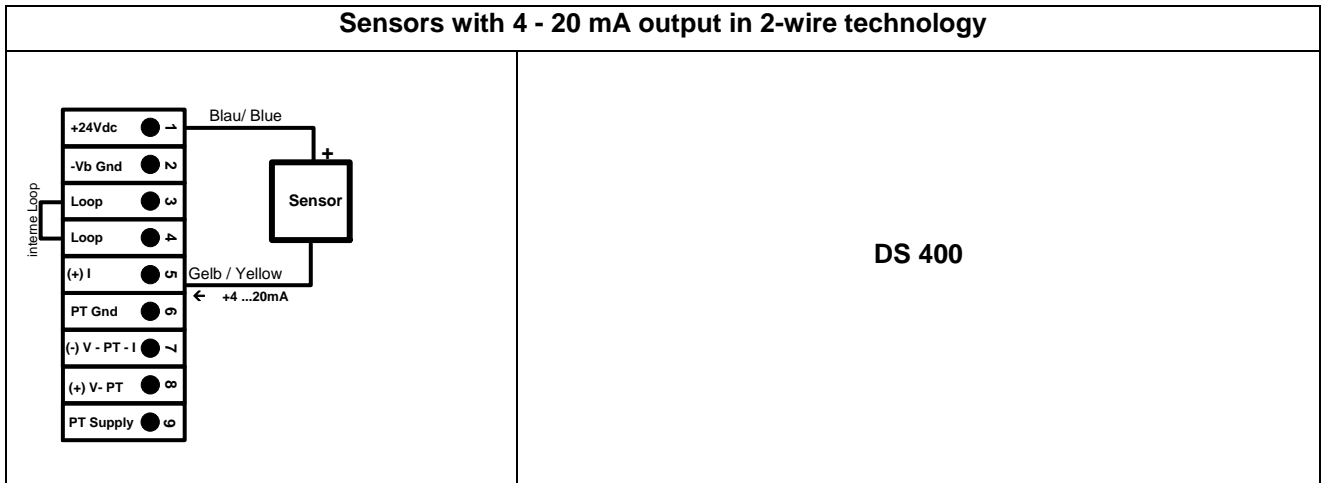 Sensors with 4 - 20 mA output in 2-wire technology
+24Vdc 1
Blau/ Blue
-Vb Gnd 2
+
Sensor
interne Loop
Loop 3
Loop 4
(+) I 5
Gelb / Yellow
← +4 ...20mA
PT Gnd 6
(-) V - PT - I 7
(+) V- PT 8
PT Supply 9
DS 400